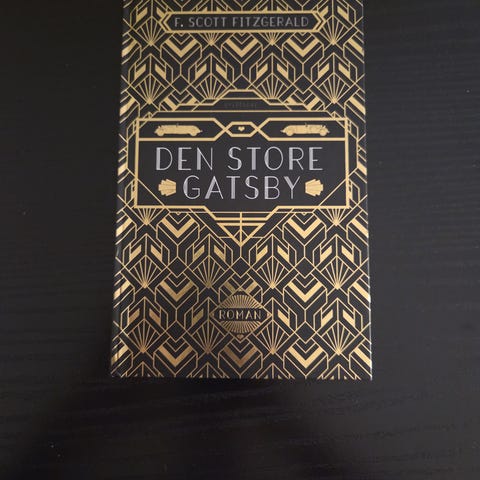 F. SCOTT FITZGERALD
DEN STORE
GATSBY
ROMAN